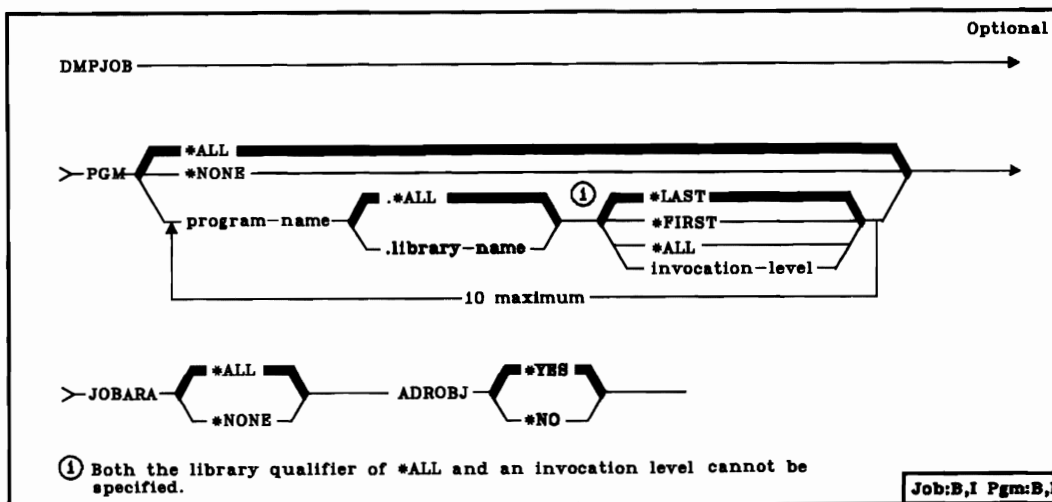 Optional
DMPJOB
PGM
*ALL
*NONE
program-name
.*ALL
.library-name
①
*LAST
*FIRST
*ALL
invocation-level
10 maximum
JOBARA
*ALL
*NONE
ADROBJ
*YES
*NO
① Both the library qualifier of *ALL and an invocation level cannot be
specified.
Job:B,I Pgm:B,